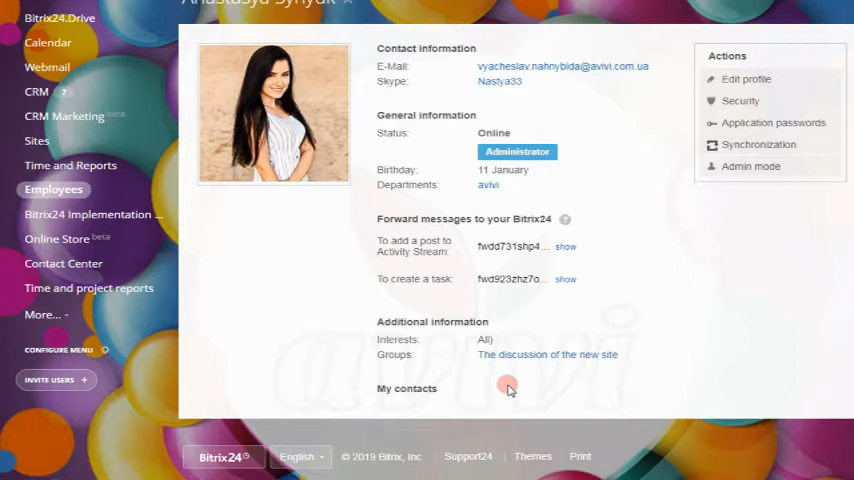 Bitrix24.Drive
Calendar
Webmail
CRM 7
CRM Marketing beta
Sites
Time and Reports
Employees
Bitrix24 Implementation ...
Online Store beta
Contact Center
Time and project reports
More... -
CONFIGURE MENU
INVITE USERS +
Contact information
E-Mail: vyacheslav.nahnybida@avivi.com.ua
Skype: Nastya33
General information
Status: Online
Administrator
Birthday: 11 January
Departments: avivi
Forward messages to your Bitrix24 ?
To add a post to Activity Stream: fwdd731shp4... show
To create a task: fwd923zhz7o... show
Additional information
Interests: All)
Groups: The discussion of the new site
My contacts
Actions
Edit profile
Security
Application passwords
Synchronization
Admin mode
avivi
Bitrix24
English
© 2019 Bitrix, Inc
Support24
Themes
Print